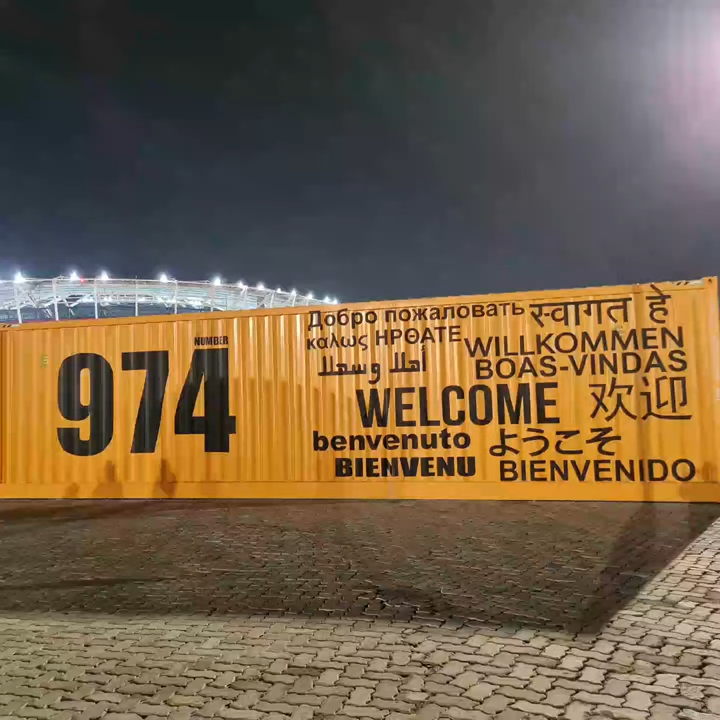 NUMBER
974
Добро пожаловать
स्वागत हे
καλως ΗΡΘΑΤΕ
WILLKOMMEN
أهلا وسهلا
BOAS-VINDAS
WELCOME
欢迎
benvenuto
ようこそ
BIENVENU
BIENVENIDO